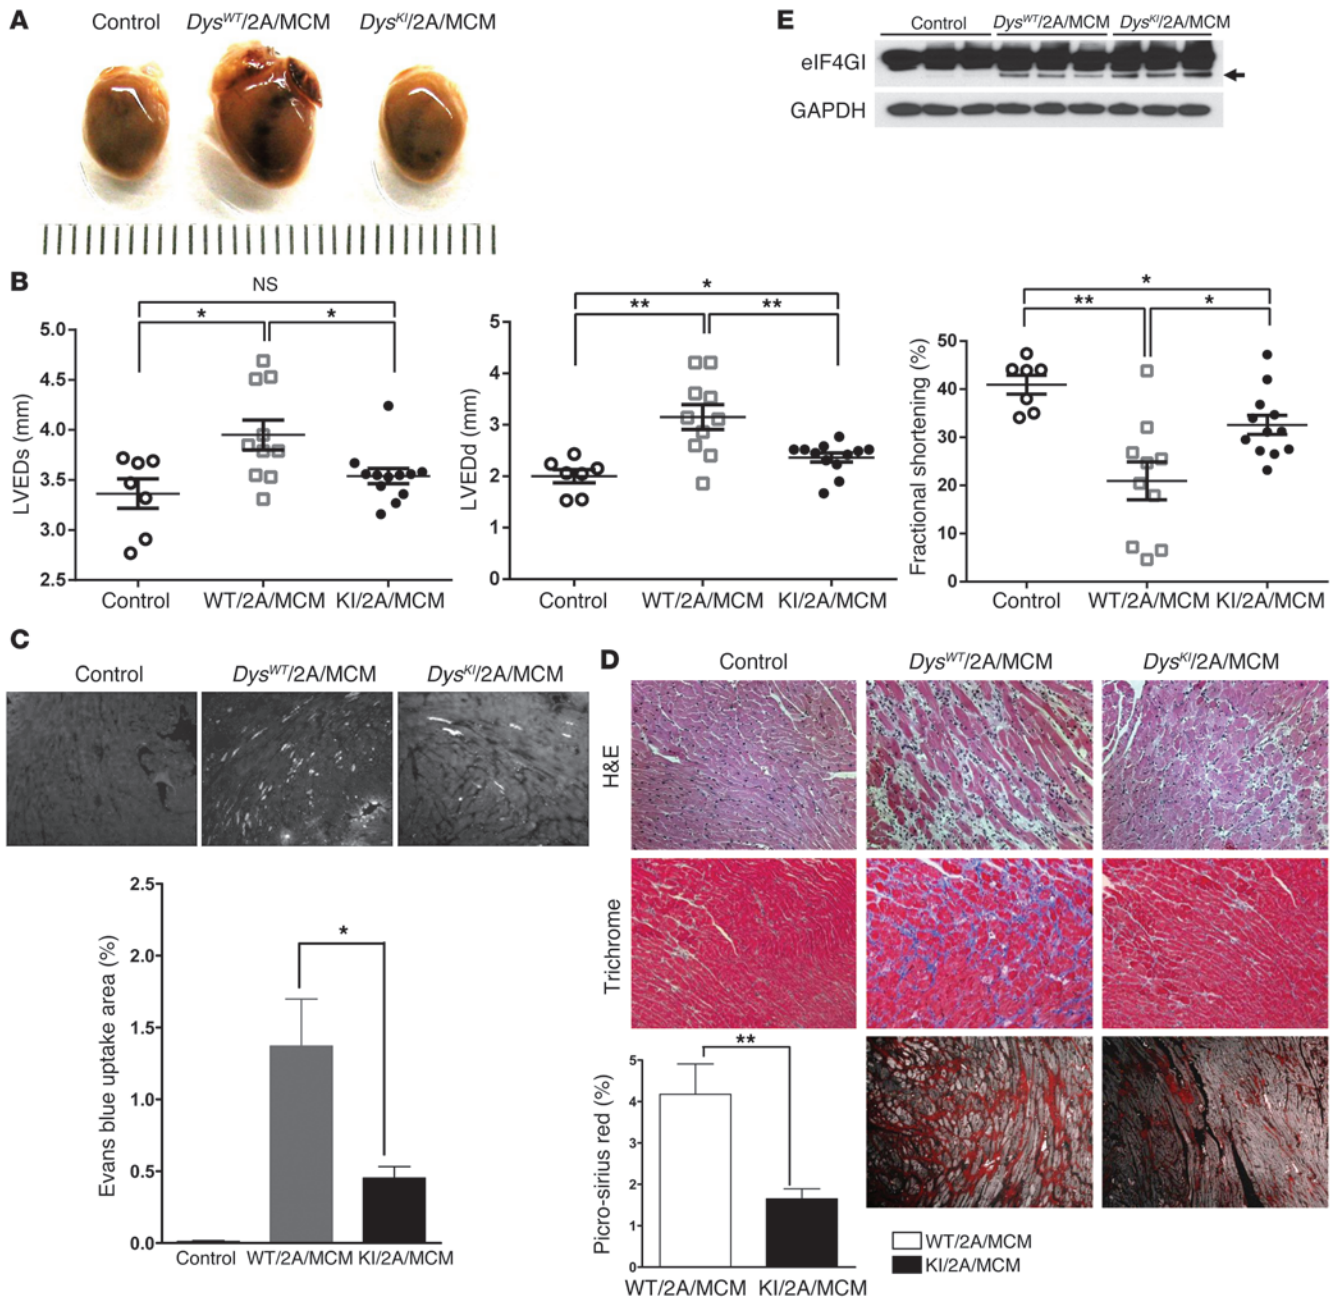 A
Control
Dys^WT/2A/MCM
Dys^KI/2A/MCM
E
Control
Dys^WT/2A/MCM
Dys^KI/2A/MCM
eIF4GI
GAPDH
B
NS
*
*
5.0
4.5
4.0
3.5
3.0
2.5
LVEDs (mm)
Control
WT/2A/MCM
KI/2A/MCM
*
**
**
5
4
3
2
1
0
LVEDd (mm)
Control
WT/2A/MCM
KI/2A/MCM
*
**
*
50
40
30
20
10
0
Fractional shortening (%)
Control
WT/2A/MCM
KI/2A/MCM
C
Control
Dys^WT/2A/MCM
Dys^KI/2A/MCM
2.5
2.0
1.5
1.0
0.5
0.0
Evans blue uptake area (%)
*
Control
WT/2A/MCM
KI/2A/MCM
D
Control
Dys^WT/2A/MCM
Dys^KI/2A/MCM
H&E
Trichrome
5
4
3
2
1
0
Picro-sirius red (%)
**
WT/2A/MCM
KI/2A/MCM
WT/2A/MCM
KI/2A/MCM